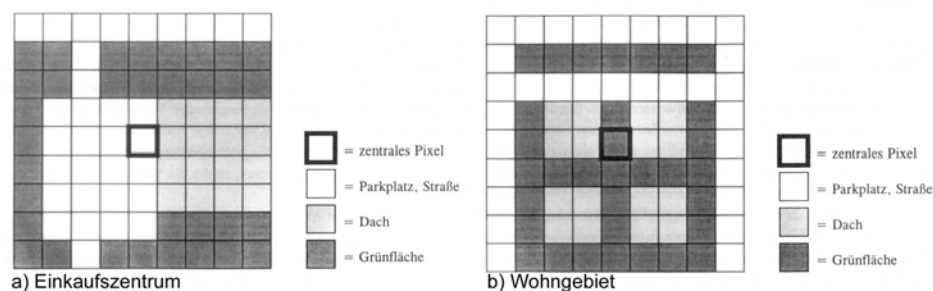 = zentrales Pixel
= Parkplatz, Straße
= Dach
= Grünfläche
a) Einkaufszentrum
= zentrales Pixel
= Parkplatz, Straße
= Dach
= Grünfläche
b) Wohngebiet